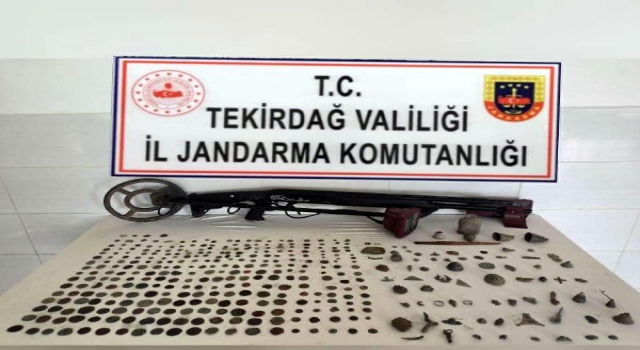 T.C.
TEKİRDAĞ VALİLİĞİ
İL JANDARMA KOMUTANLIĞI